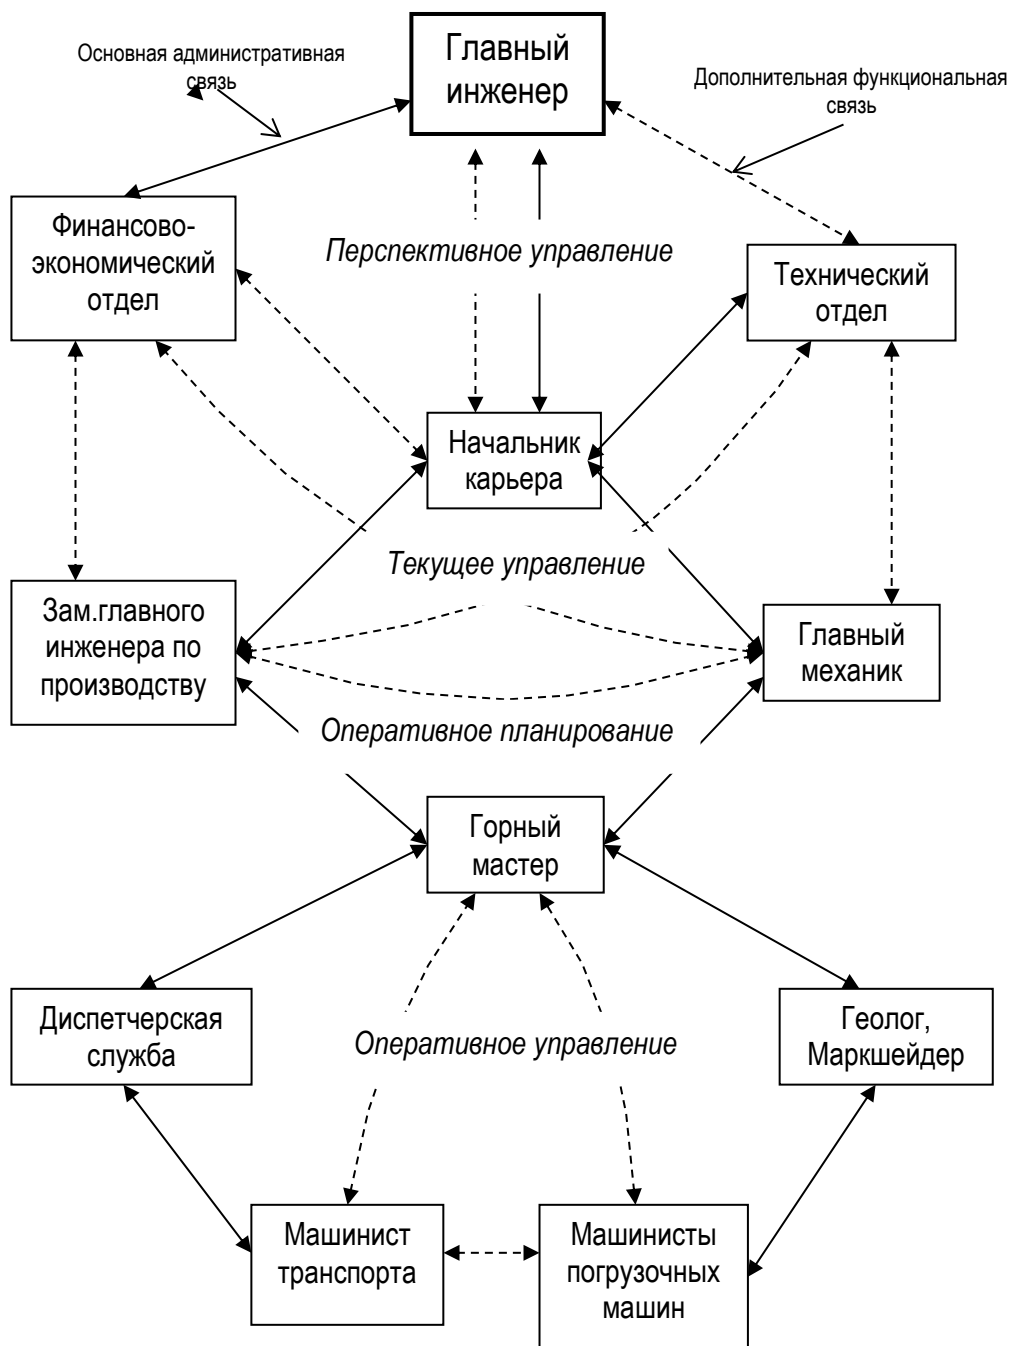 Главный
инженер
Основная административная
связь
Дополнительная функциональная
связь
Финансово-
экономический
отдел
Перспективное управление
Технический
отдел
Начальник
карьера
Текущее управление
Зам.главного
инженера по
производству
Главный
механик
Оперативное планирование
Горный
мастер
Диспетчерская
служба
Оперативное управление
Геолог,
Маркшейдер
Машинист
транспорта
Машинисты
погрузочных
машин